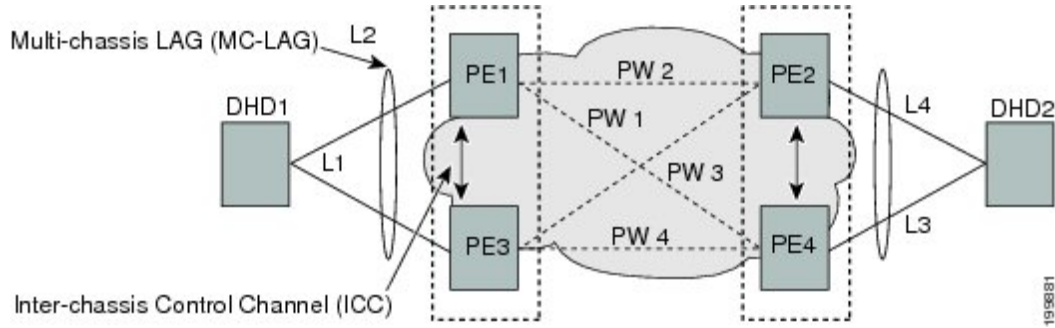 Multi-chassis LAG (MC-LAG)
L2
PE1
PW 2
PE2
DHD1
PW 1
L4
DHD2
L1
PW 3
PE3
PW 4
PE4
L3
Inter-chassis Control Channel (ICC)
199881